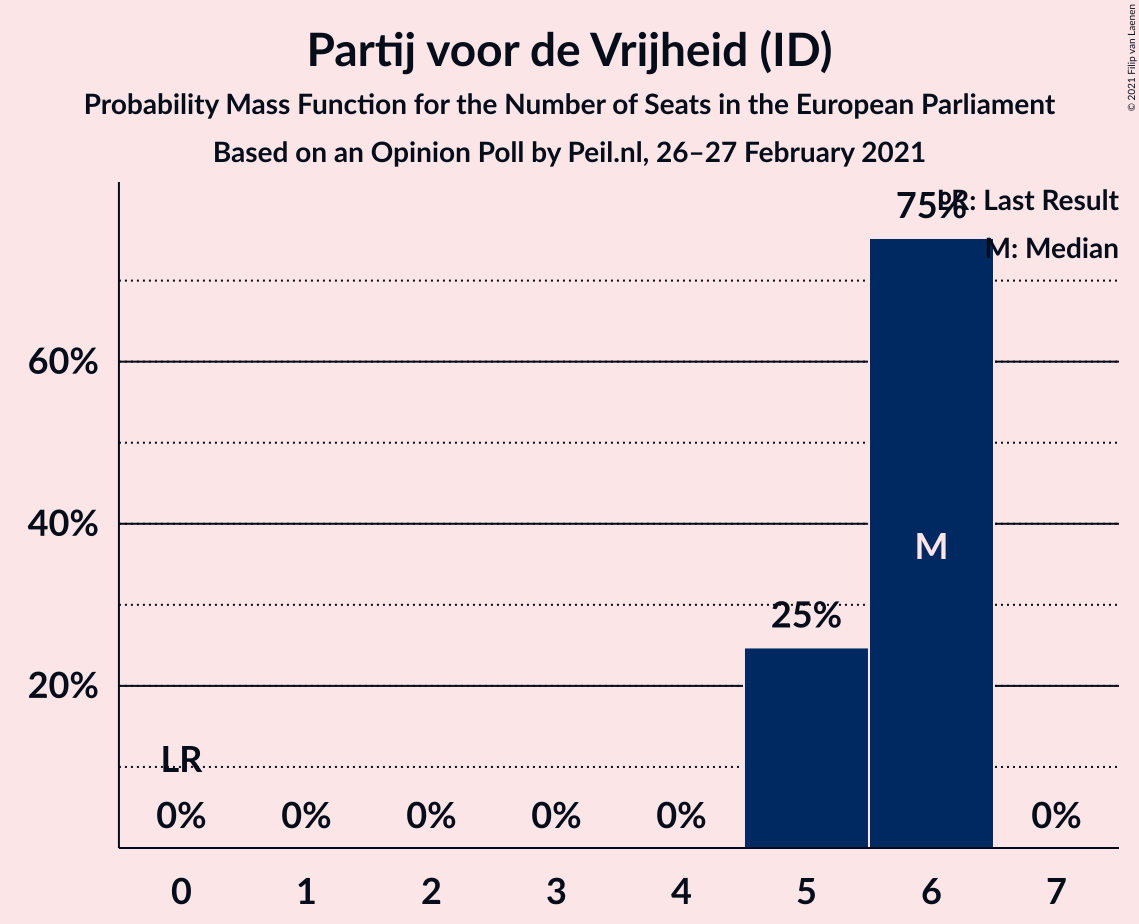 Partij voor de Vrijheid (ID)
Probability Mass Function for the Number of Seats in the European Parliament
Based on an Opinion Poll by Peil.nl, 26–27 February 2021
© 2021 Filip van Laenen
LR: Last Result
M: Median
75%
60%
40%
M
25%
20%
LR
0% 0% 0% 0% 0% 0%
0 1 2 3 4 5 6 7